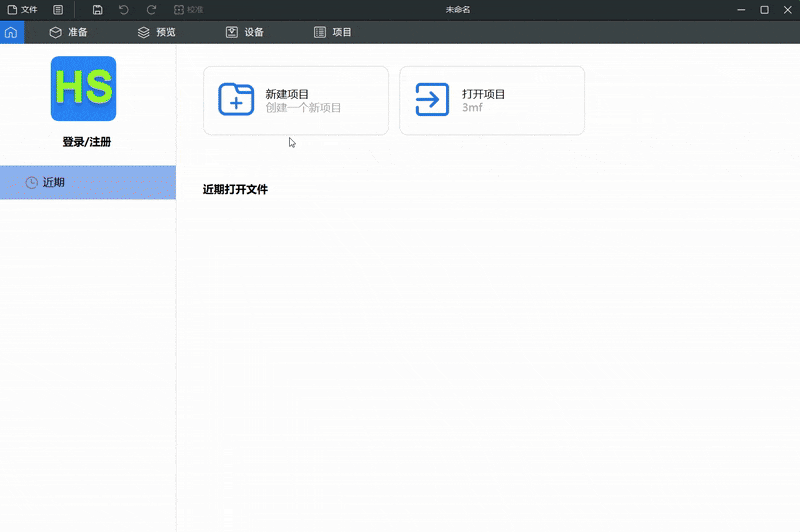 文件
校准
未命名
准备
预览
设备
项目
HS
登录/注册
近期
新建项目
创建一个新项目
打开项目
3mf
近期打开文件